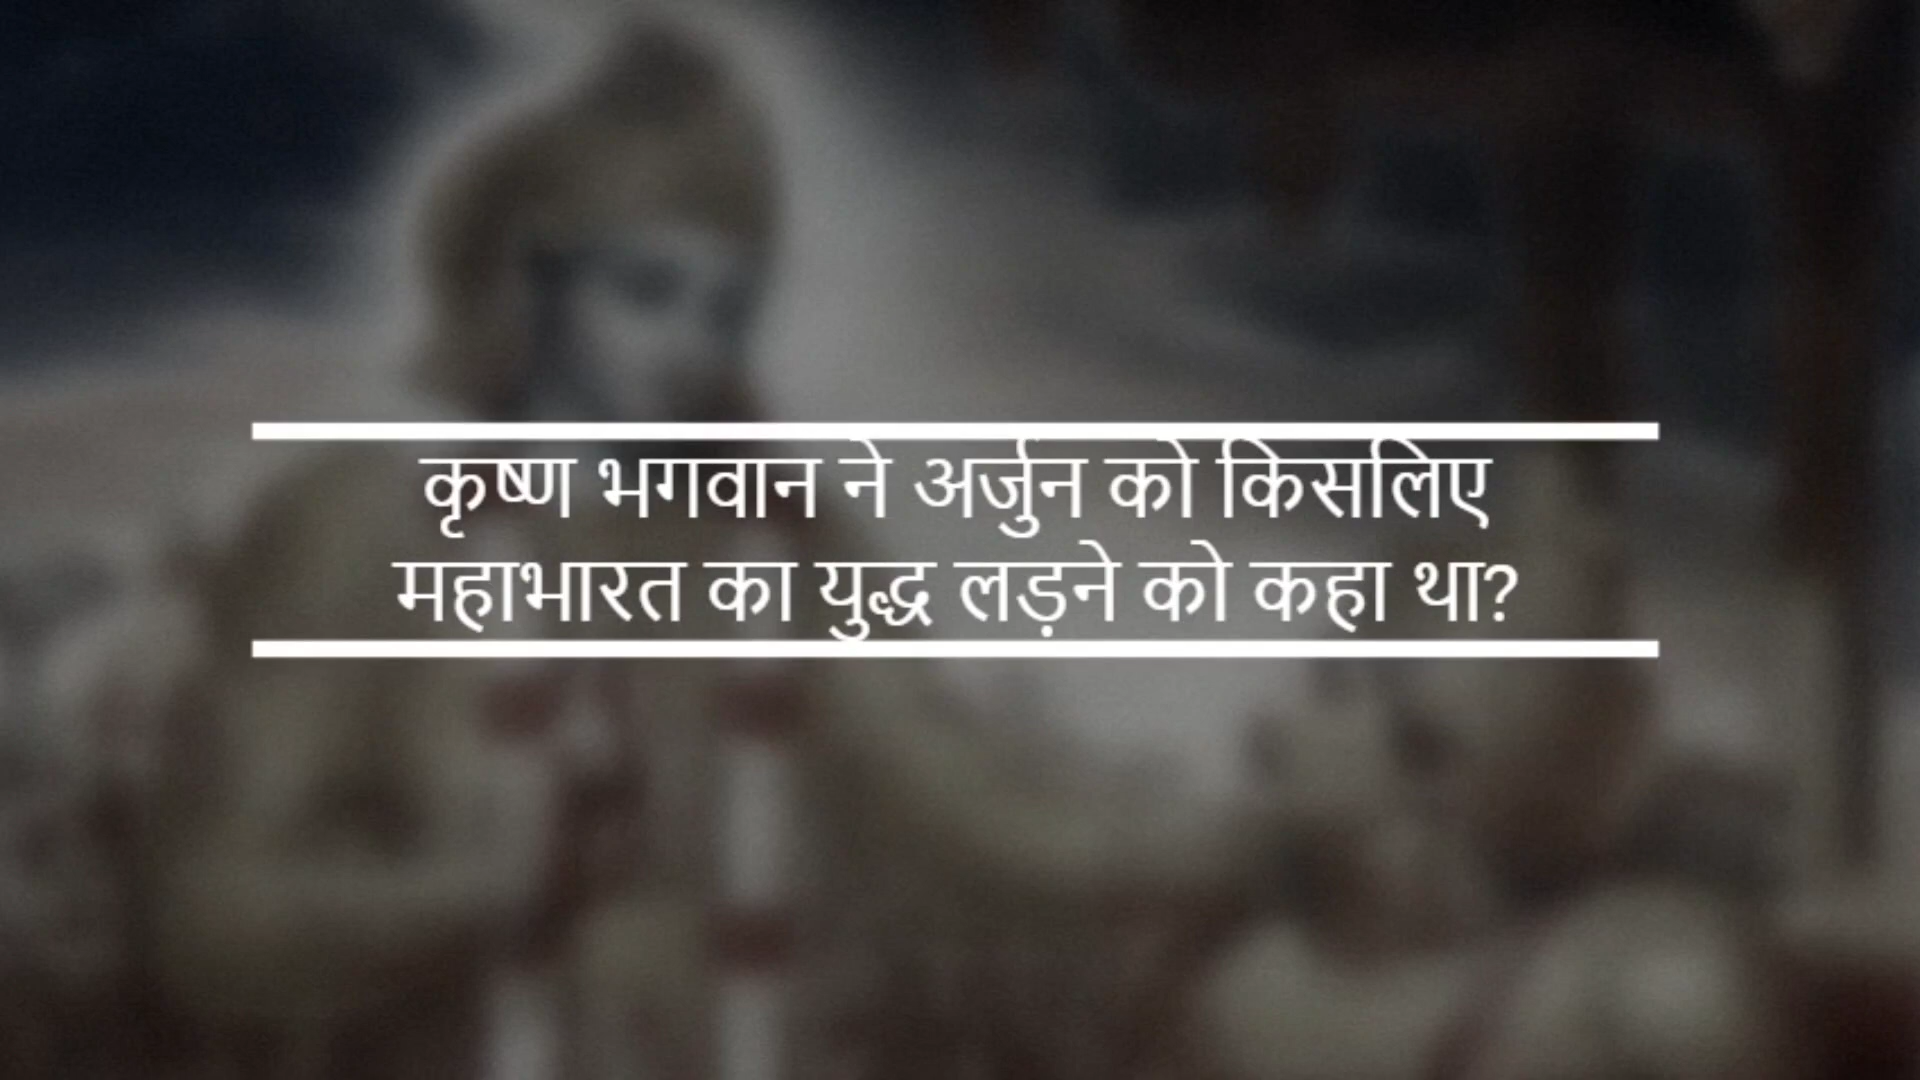 कृष्ण भगवान ने अर्जुन को किसलिए
महाभारत का युद्ध लड़ने को कहा था?